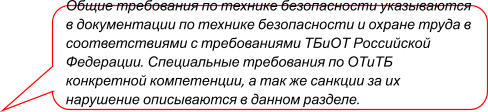 Общие требования по технике безопасности указываются
в документации по технике безопасности и охране труда в
соответствиями с требованиями ТБиОТ Российской
Федерации. Специальные требования по ОТиТБ
конкретной компетенции, а так же санкции за их
нарушение описываются в данном разделе.